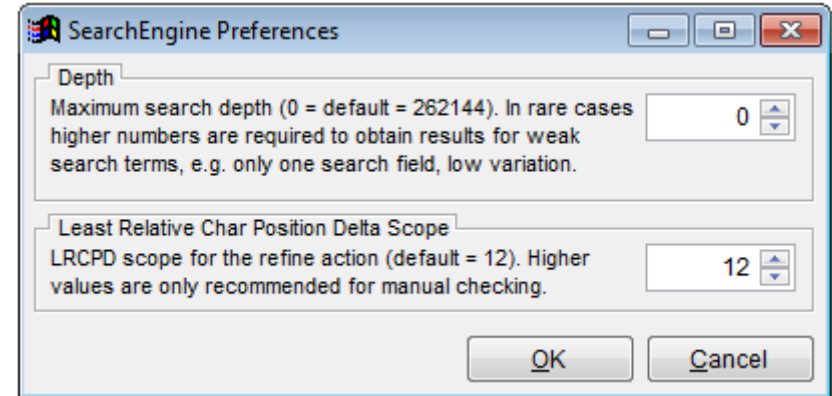 SearchEngine Preferences
Depth
Maximum search depth (0 = default = 262144). In rare cases
higher numbers are required to obtain results for weak
search terms, e.g. only one search field, low variation.
0
Least Relative Char Position Delta Scope
LRCPD scope for the refine action (default = 12). Higher
values are only recommended for manual checking.
12
OK
Cancel